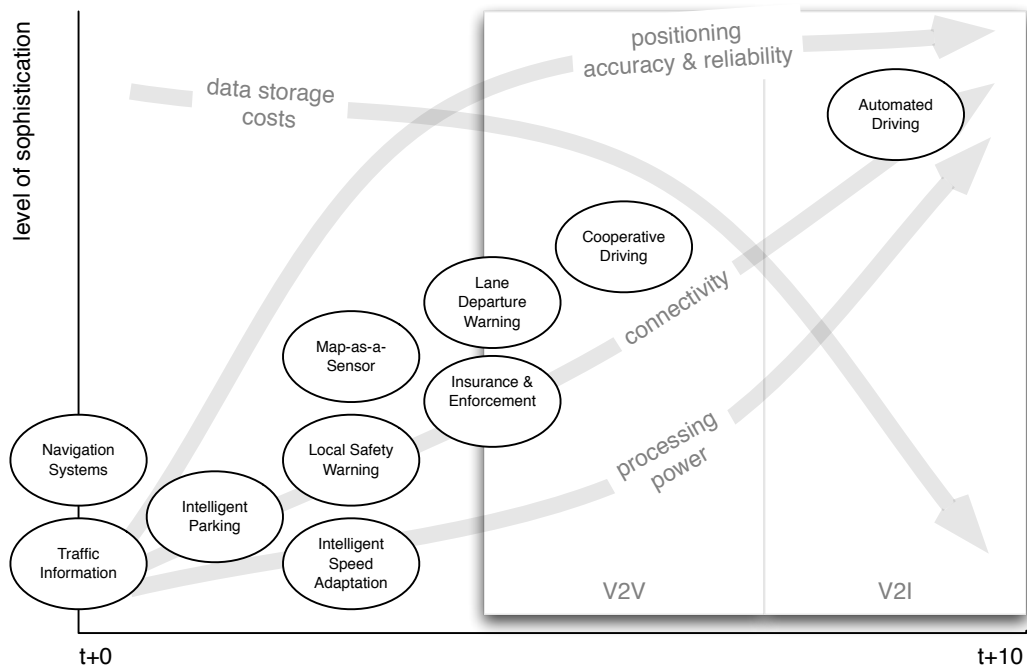 level of sophistication
positioning
accuracy & reliability
data storage
costs
Automated
Driving
Cooperative
Driving
Lane
Departure
Warning
connectivity
Map-as-a-
Sensor
Insurance &
Enforcement
Navigation
Systems
Local Safety
Warning
processing
power
Intelligent
Parking
Traffic
Information
Intelligent
Speed
Adaptation
V2V
V2I
t+0
t+10